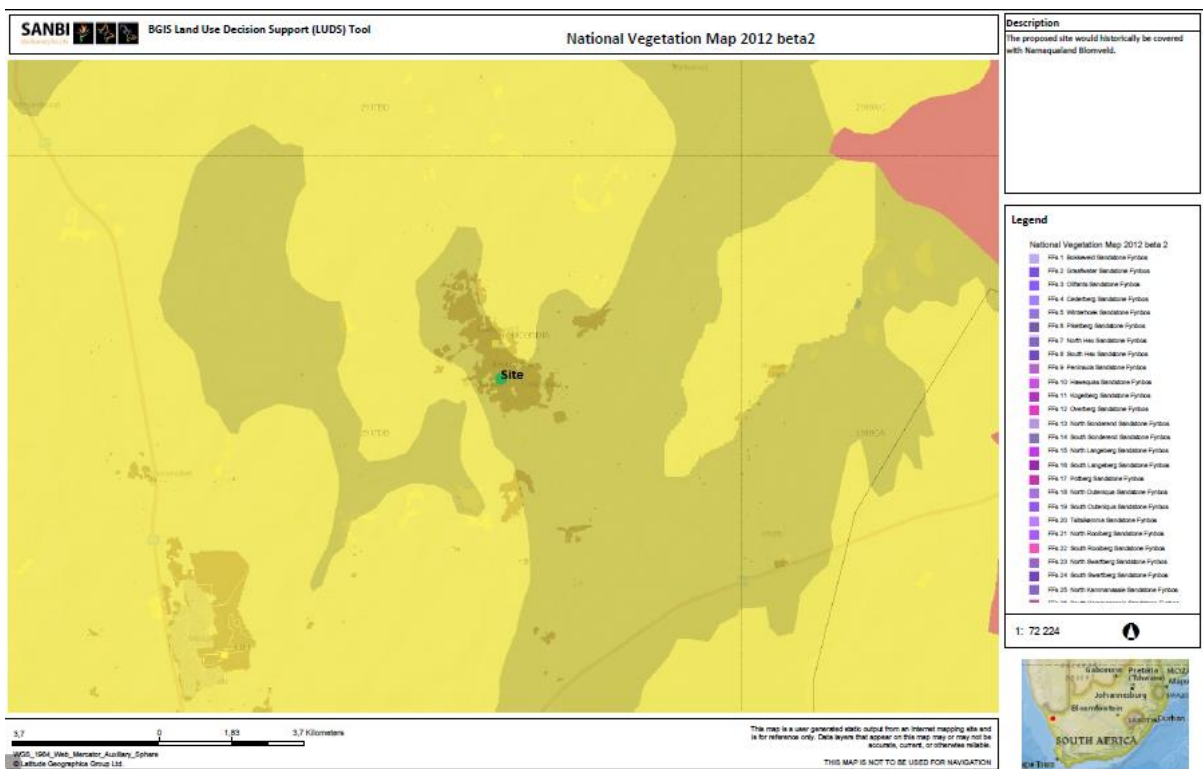 SANBI
BGIS Land Use Decision Support (LUDS) Tool
National Vegetation Map 2012 beta2
Description
The proposed site would historically be covered
with Namaqualand Blomveld.
Site
Legend
National Vegetation Map 2012 beta 2
FFs 1 Bokkeveld Sandstone Fynbos
FFs 2 Graafwater Sandstone Fynbos
FFs 3 Olifants Sandstone Fynbos
FFs 4 Cederberg Sandstone Fynbos
FFs 5 Winterhoek Sandstone Fynbos
FFs 6 Piketberg Sandstone Fynbos
FFs 7 North Hex Sandstone Fynbos
FFs 8 South Hex Sandstone Fynbos
FFs 9 Peninsula Sandstone Fynbos
FFs 10 Hawequas Sandstone Fynbos
FFs 11 Kogelberg Sandstone Fynbos
FFs 12 Overberg Sandstone Fynbos
FFs 13 North Sonderend Sandstone Fynbos
FFs 14 South Sonderend Sandstone Fynbos
FFs 15 North Langeberg Sandstone Fynbos
FFs 16 South Langeberg Sandstone Fynbos
FFs 17 Potberg Sandstone Fynbos
FFs 18 North Outeniqua Sandstone Fynbos
FFs 19 South Outeniqua Sandstone Fynbos
FFs 20 Tsitsikamma Sandstone Fynbos
FFs 21 North Rooiberg Sandstone Fynbos
FFs 22 South Rooiberg Sandstone Fynbos
FFs 23 North Swartberg Sandstone Fynbos
FFs 24 South Swartberg Sandstone Fynbos
FFs 25 North Kammanassie Sandstone Fynbos
1: 72 224
Gaborone Pretoria
(Tshwane)
Johannesburg
Bloemfontein
Durban
SOUTH AFRICA
3,7 0 1,83 3,7 Kilometers
WGS_1984_Web_Mercator_Auxiliary_Sphere
© Latitude Geographics Group Ltd.
This map is a user generated static output from an Internet mapping site and
is for reference only. Data layers that appear on this map may or may not be
accurate, current, or otherwise reliable.
THIS MAP IS NOT TO BE USED FOR NAVIGATION